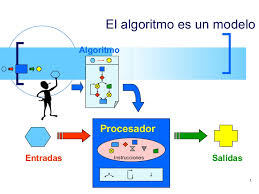 El algoritmo es un modelo
Algoritmo
Procesador
Entradas
Instrucciones
Salidas
1